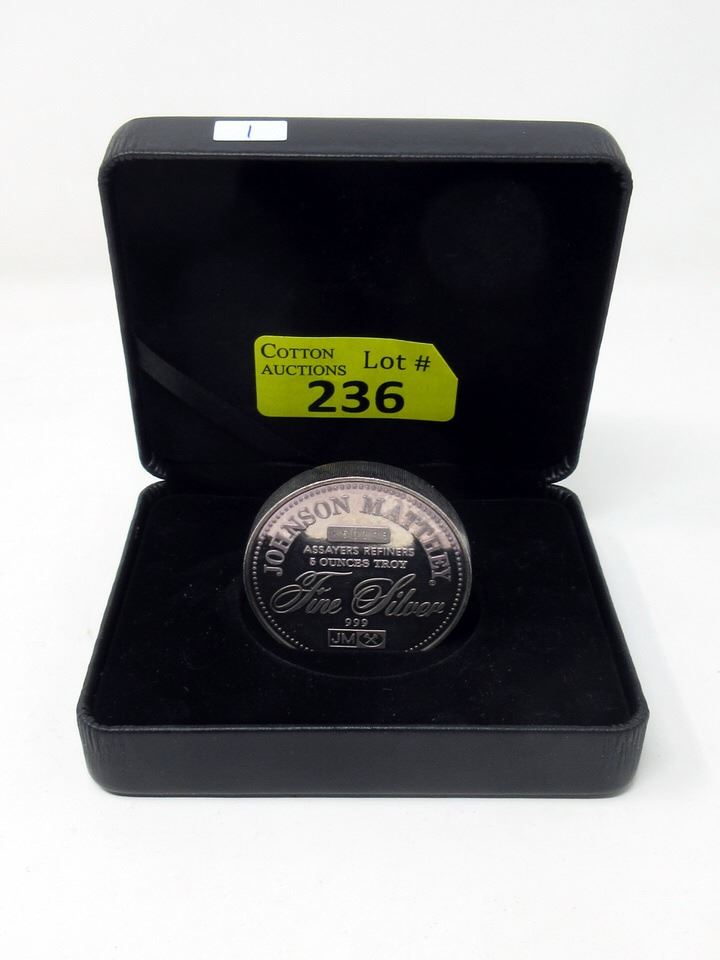 1
COTTON AUCTIONS Lot #
236
JOHNSON MATTHEY
ASSAYERS REFINERS
5 OUNCES TROY
Fine Silver
999
JM